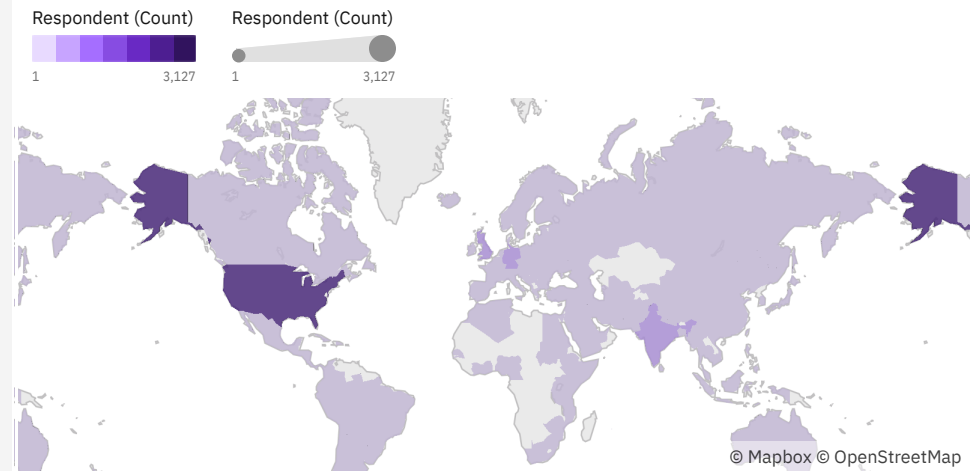 Respondent (Count)
1 3,127
Respondent (Count)
1 3,127
© Mapbox © OpenStreetMap